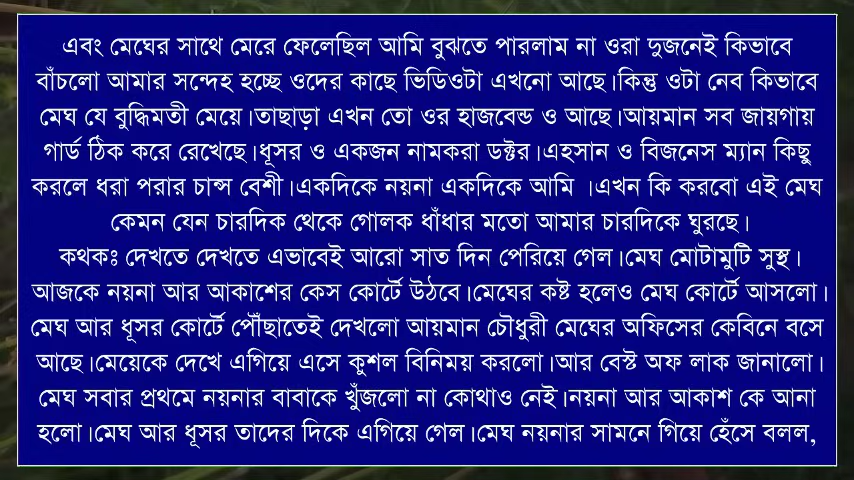 এবং মেঘের সাথে মেরে ফেলেছিল আমি বুঝতে পারলাম না ওরা দুজনেই কিভাবে
বাঁচলো আমার সন্দেহ হচ্ছে ওদের কাছে ভিডিওটা এখনো আছে।কিন্তু ওটা নেব কিভাবে
মেঘ যে বুদ্ধিমতী মেয়ে।তাছাড়া এখন তো ওর হাজবেন্ড ও আছে।আয়মান সব জায়গায়
গার্ড ঠিক করে রেখেছে।ধূসর ও একজন নামকরা ডক্টর।এহসান ও বিজনেস ম্যান কিছু
করলে ধরা পরার চান্স বেশী।একদিকে নয়না একদিকে আমি ।এখন কি করবো এই মেঘ
কেমন যেন চারদিক থেকে গোলক ধাঁধার মতো আমার চারদিকে ঘুরছে।
কথকঃ দেখতে দেখতে এভাবেই আরো সাত দিন পেরিয়ে গেল।মেঘ মোটামুটি সুস্থ।
আজকে নয়না আর আকাশের কেস কোর্টে উঠবে।মেঘের কষ্ট হলেও মেঘ কোর্টে আসলো।
মেঘ আর ধূসর কোর্টে পৌঁছাতেই দেখলো আয়মান চৌধুরী মেঘের অফিসের কেবিনে বসে
আছে।মেয়েকে দেখে এগিয়ে এসে কুশল বিনিময় করলো।আর বেস্ট অফ লাক জানালো।
মেঘ সবার প্রথমে নয়নার বাবাকে খুঁজলো না কোথাও নেই।নয়না আর আকাশ কে আনা
হলো।মেঘ আর ধূসর তাদের দিকে এগিয়ে গেল।মেঘ নয়নার সামনে গিয়ে হেঁসে বলল,